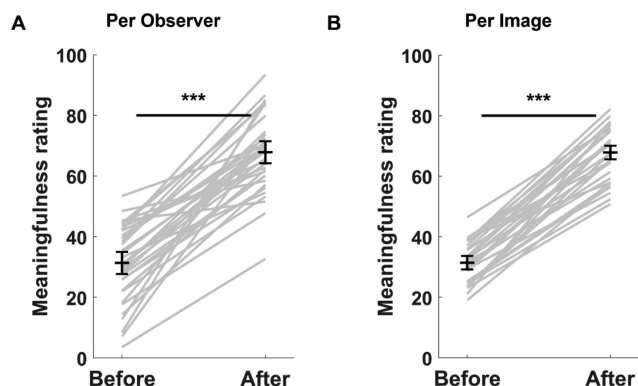 A
Per Observer
Meaningfulness rating
100
80
60
40
20
0
***
Before
After
B
Per Image
Meaningfulness rating
100
80
60
40
20
0
***
Before
After